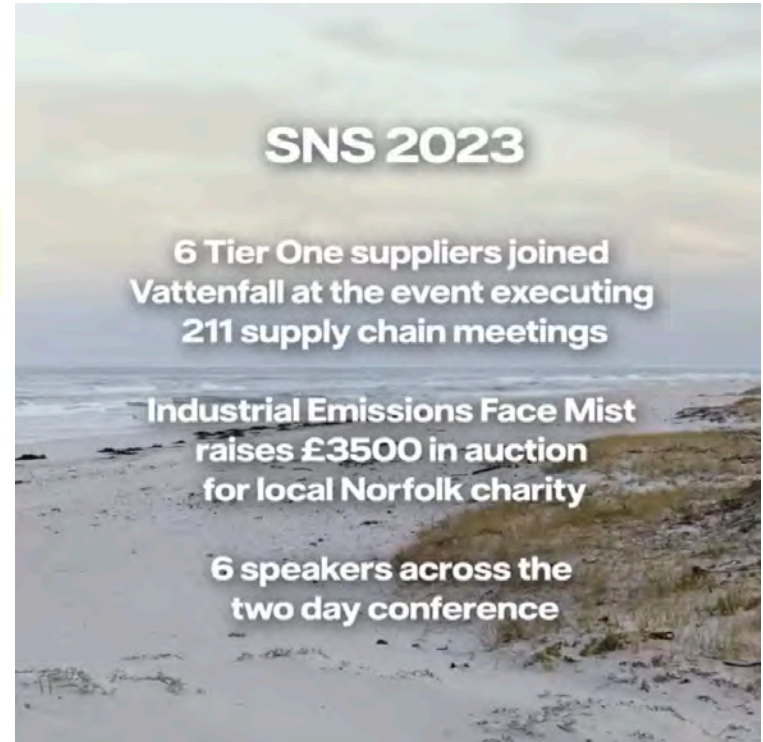 SNS 2023
6 Tier One suppliers joined
Vattenfall at the event executing
211 supply chain meetings
Industrial Emissions Face Mist
raises £3500 in auction
for local Norfolk charity
6 speakers across the
two day conference